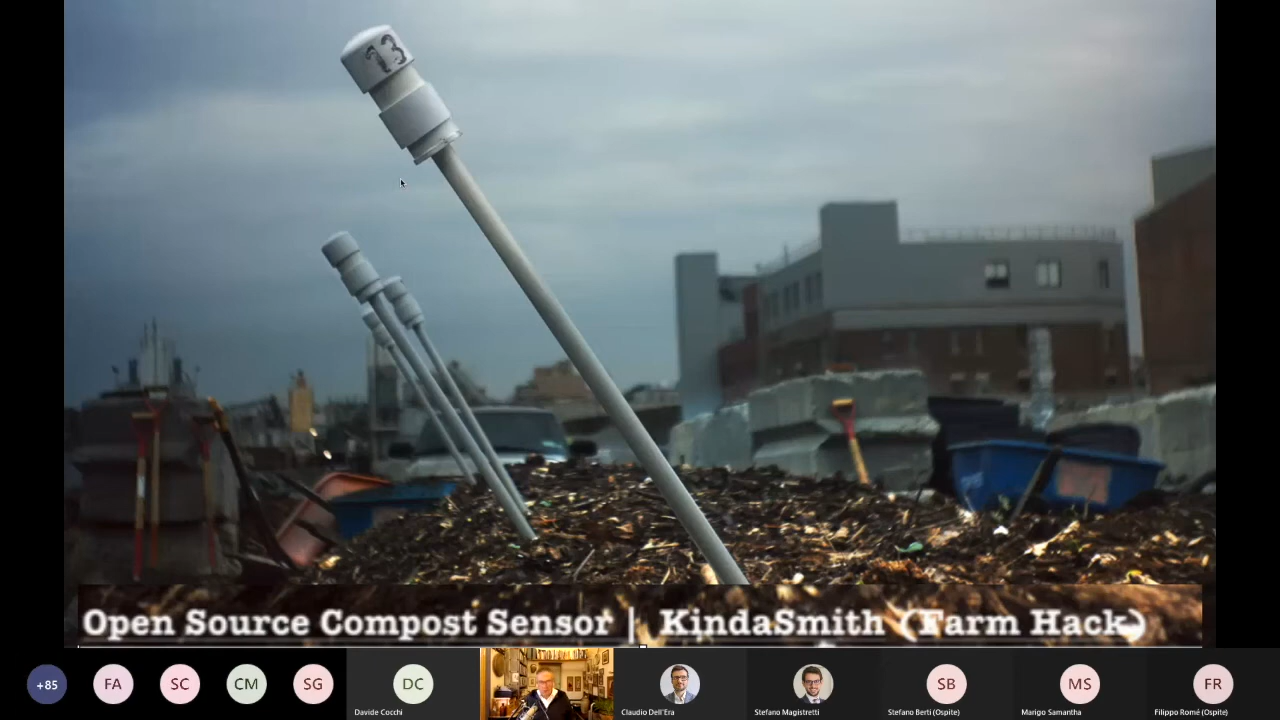 13
Open Source Compost Sensor | KindaSmith (Farm Hack)
+85
FA
SC
CM
SG
DC
Davide Cocchi
Claudio Dell'Era
Stefano Magistretti
SB
Stefano Berti (Ospite)
MS
Marigo Samantha
FR
Filippo Romé (Ospite)